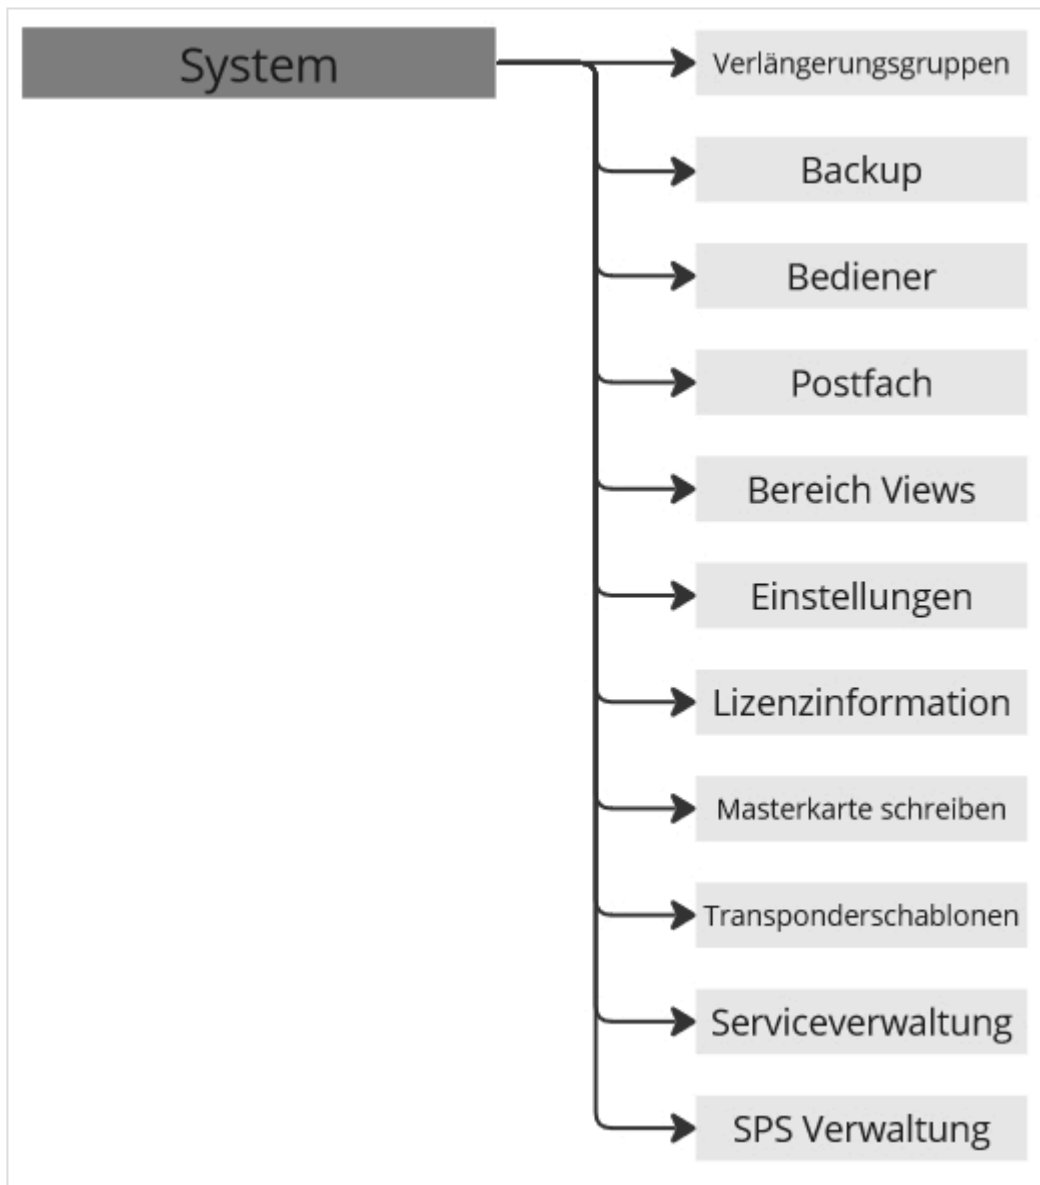 System
Verlängerungsgruppen
Backup
Bediener
Postfach
Bereich Views
Einstellungen
Lizenzinformation
Masterkarte schreiben
Transponderschablonen
Serviceverwaltung
SPS Verwaltung